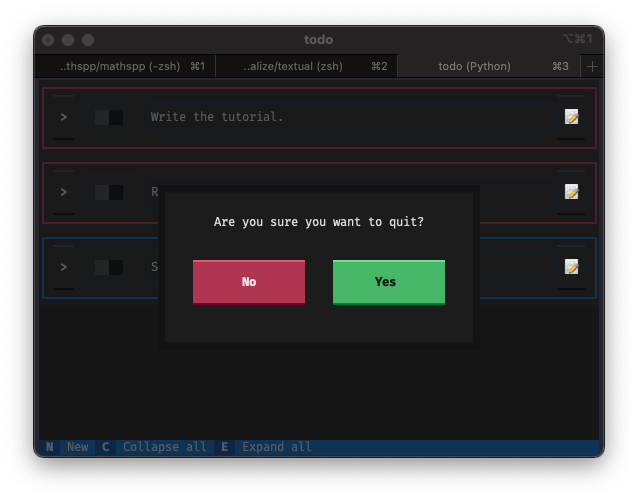 todo
⌥⌘1
..thspp/mathspp (-zsh) ⌘1
..alize/textual (zsh) ⌘2
todo (Python) ⌘3
> Write the tutorial.
> R
Are you sure you want to quit?
> S
No
Yes
N New C Collapse all E Expand all